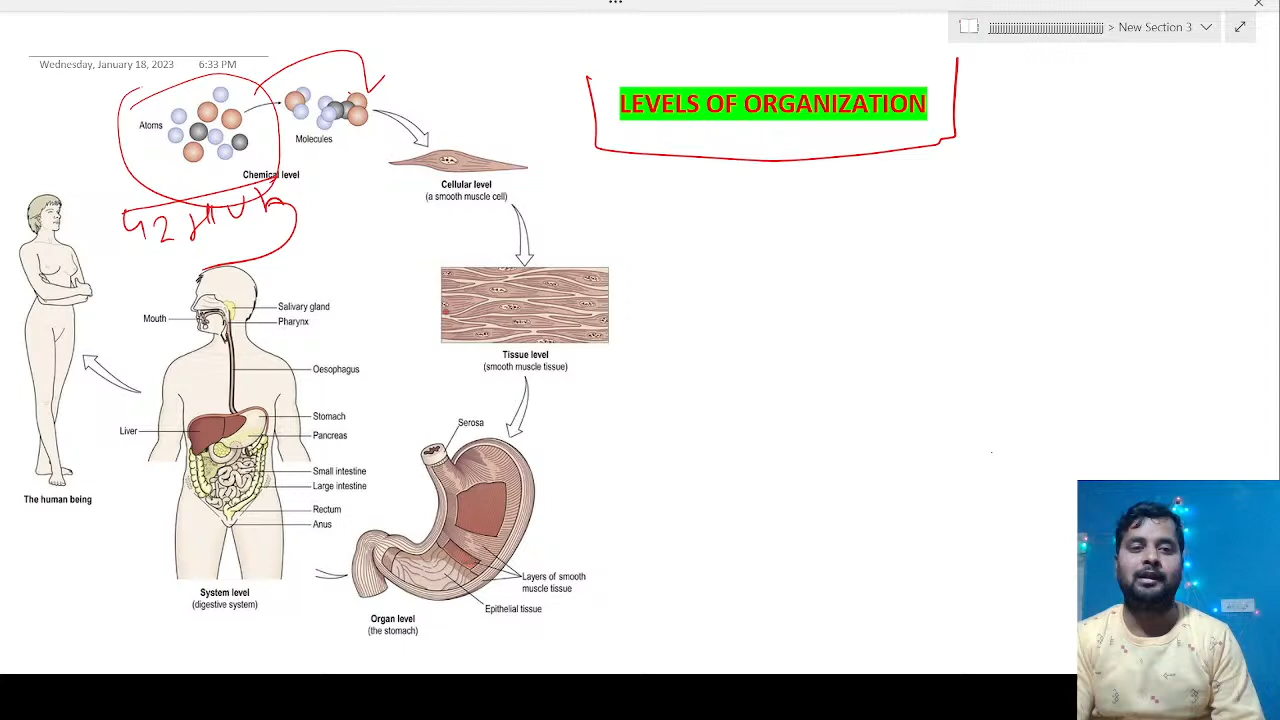 jjjjjjjjjjjjjjjjjjjjjjjjjjjjjjjjjjjjj > New Section 3
Wednesday, January 18, 2023 6:33 PM
LEVELS OF ORGANIZATION
Atoms
Molecules
Chemical level
Cellular level
(a smooth muscle cell)
Tissue level
(smooth muscle tissue)
Serosa
Layers of smooth
muscle tissue
Epithelial tissue
Organ level
(the stomach)
Salivary gland
Mouth
Pharynx
Oesophagus
Stomach
Liver
Pancreas
Small intestine
Large intestine
Rectum
Anus
System level
(digestive system)
The human being